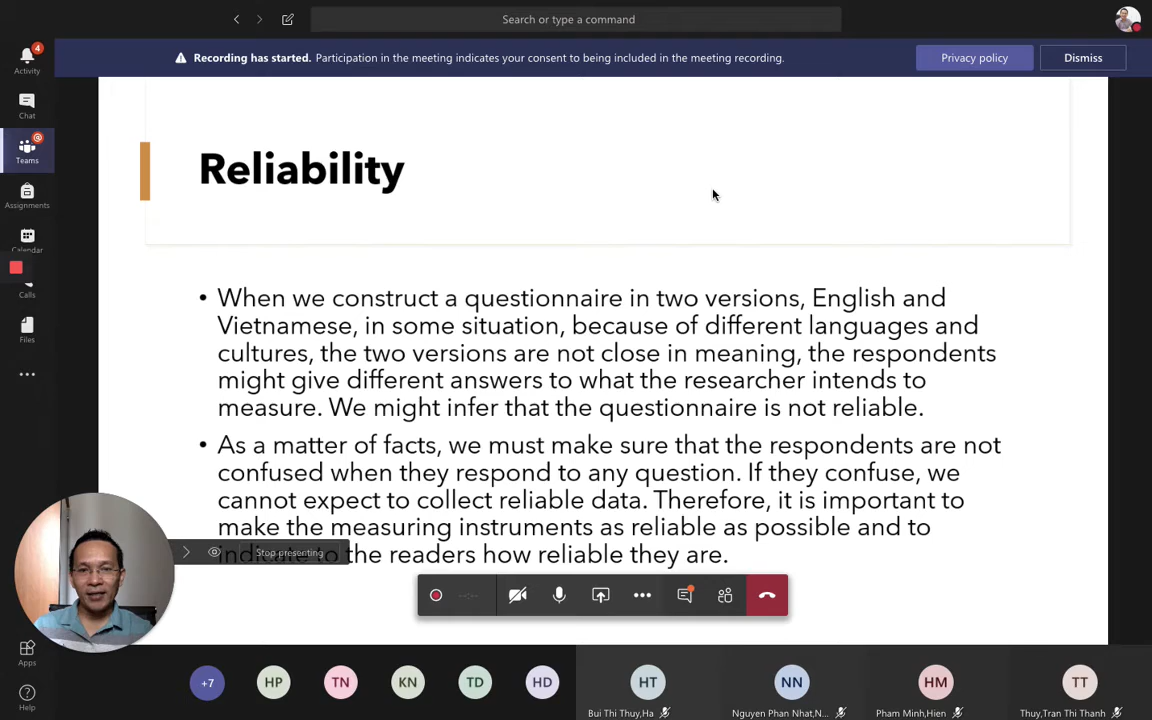 Search or type a command
4
Activity
Recording has started. Participation in the meeting indicates your consent to being included in the meeting recording.
Privacy policy
Dismiss
Chat
@
Teams
Assignments
Calendar
Calls
Files
Reliability
• When we construct a questionnaire in two versions, English and
Vietnamese, in some situation, because of different languages and
cultures, the two versions are not close in meaning, the respondents
might give different answers to what the researcher intends to
measure. We might infer that the questionnaire is not reliable.
• As a matter of facts, we must make sure that the respondents are not
confused when they respond to any question. If they confuse, we
cannot expect to collect reliable data. Therefore, it is important to
make the measuring instruments as reliable as possible and to
indicate to the readers how reliable they are.
Stop presenting
--:--
Apps
Help
+7
HP
TN
KN
TD
HD
HT
NN
HM
TT
Bui Thi Thuy,Ha
Nguyen Phan Nhat,N...
Pham Minh,Hien
Thuy,Tran Thi Thanh